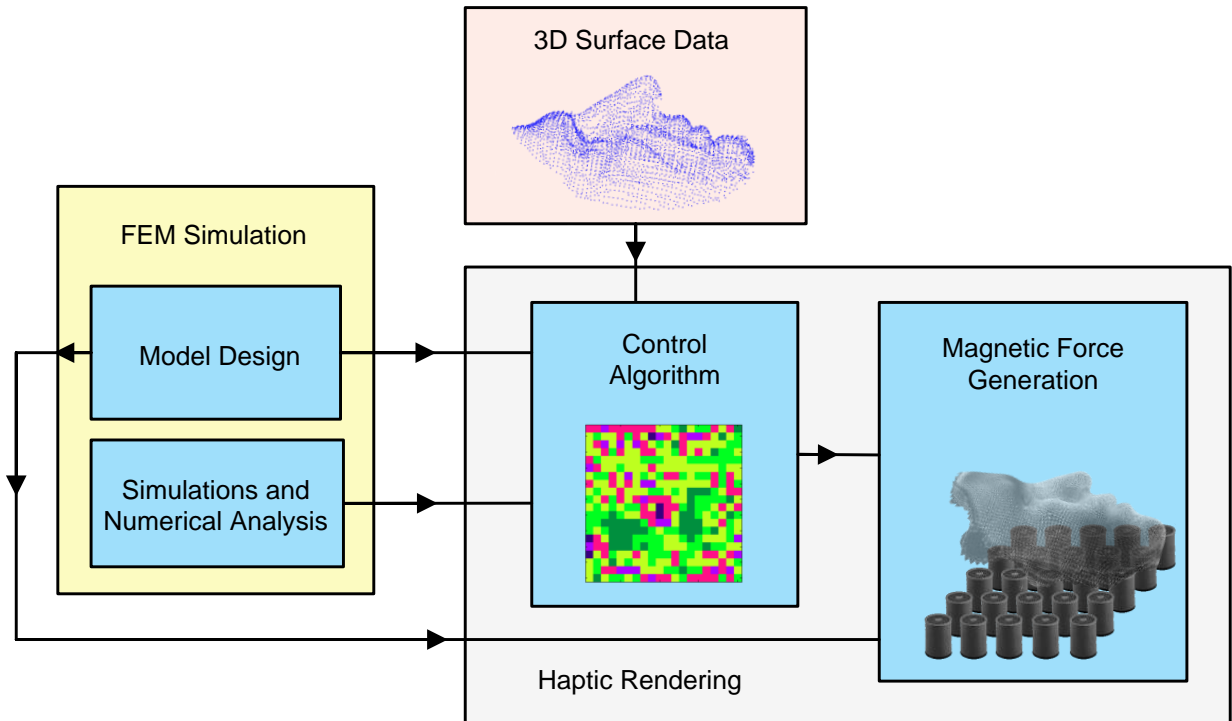 3D Surface Data
FEM Simulation
Model Design
Simulations and
Numerical Analysis
Control
Algorithm
Magnetic Force
Generation
Haptic Rendering